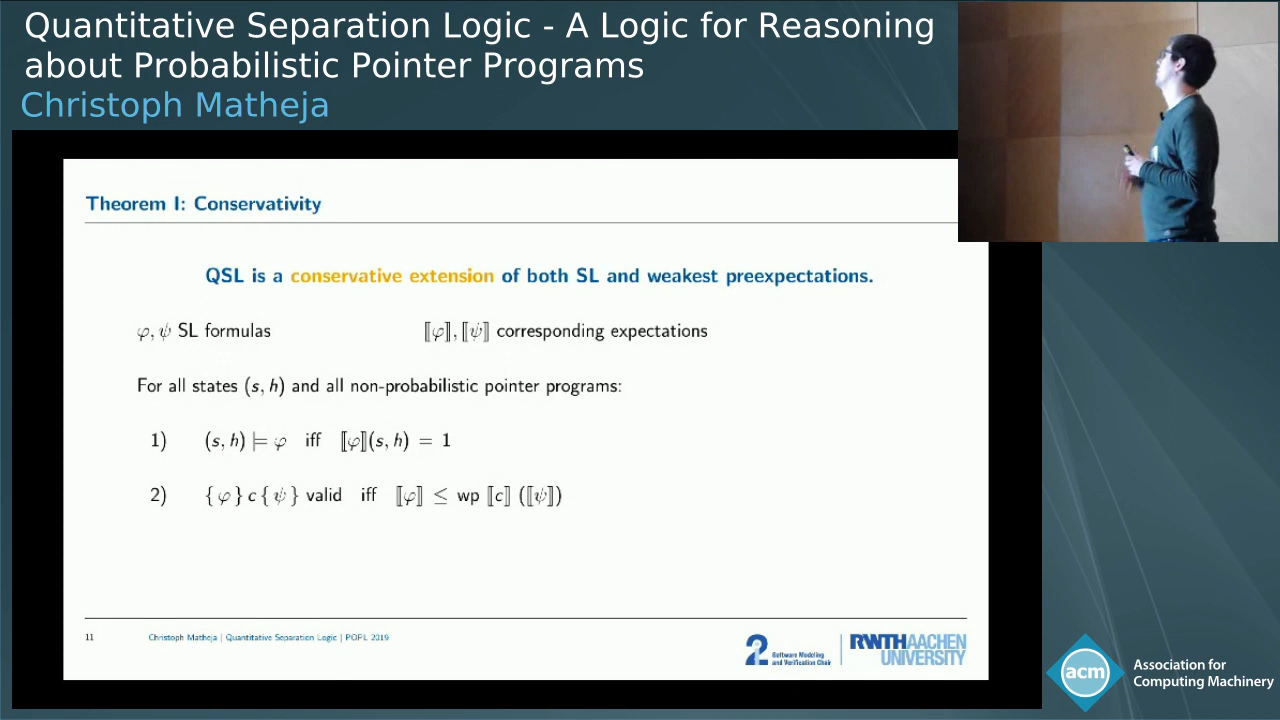 Quantitative Separation Logic - A Logic for Reasoning
about Probabilistic Pointer Programs
Christoph Matheja
Theorem I: Conservativity
QSL is a conservative extension of both SL and weakest preexpectations.
φ, ψ SL formulas ⟦φ⟧, ⟦ψ⟧ corresponding expectations
For all states (s, h) and all non-probabilistic pointer programs:
1) (s, h) ⊨ φ iff ⟦φ⟧(s, h) = 1
2) { φ } c { ψ } valid iff ⟦φ⟧ ≤ wp ⟦c⟧ (⟦ψ⟧)
11 Christoph Matheja | Quantitative Separation Logic | POPL 2019
2 Software Modeling
and Verification Chair
RWTH AACHEN
UNIVERSITY
acm
Association for
Computing Machinery